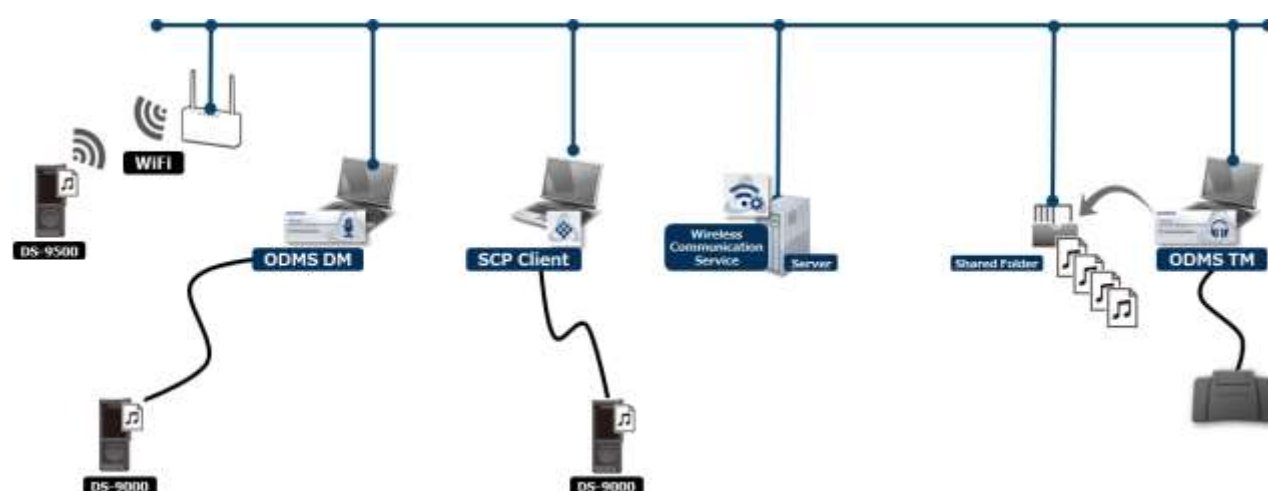 WiFi
DS-9500
ODMS DM
SCP Client
Wireless
Communication
Service
Server
Shared Folder
ODMS TM
DS-9000
DS-9000